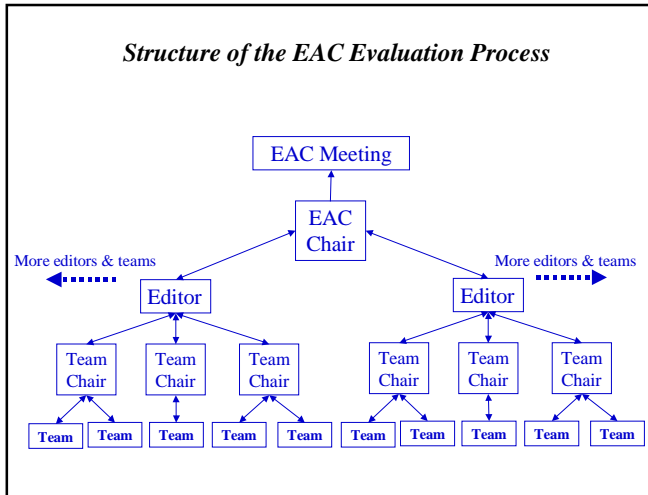 Structure of the EAC Evaluation Process
EAC Meeting
EAC
Chair
More editors & teams
More editors & teams
Editor
Editor
Team
Chair
Team
Chair
Team
Chair
Team
Chair
Team
Chair
Team
Chair
Team
Team
Team
Team
Team
Team
Team
Team
Team
Team